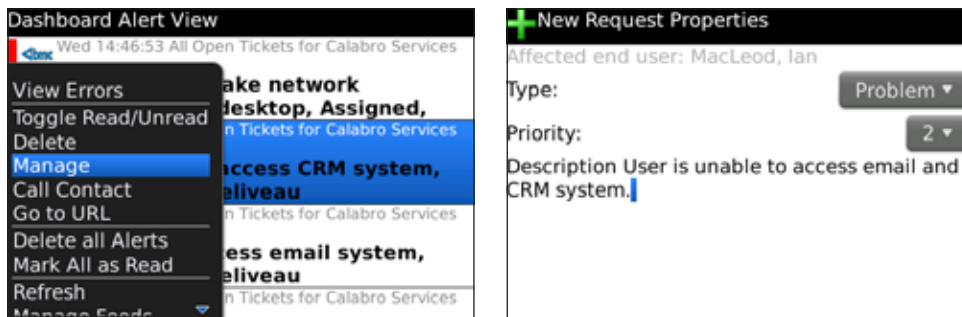 Dashboard Alert View
bmc Wed 14:46:53 All Open Tickets for Calabro Services
View Errors
ake network
Toggle Read/Unread
desktop, Assigned,
Delete
n Tickets for Calabro Services
Manage
access CRM system,
Call Contact
eliveau
Go to URL
n Tickets for Calabro Services
Delete all Alerts
ess email system,
Mark All as Read
eliveau
Refresh
n Tickets for Calabro Services
Manage Feeds
New Request Properties
Affected end user: MacLeod, Ian
Type: Problem
Priority: 2
Description User is unable to access email and
CRM system.